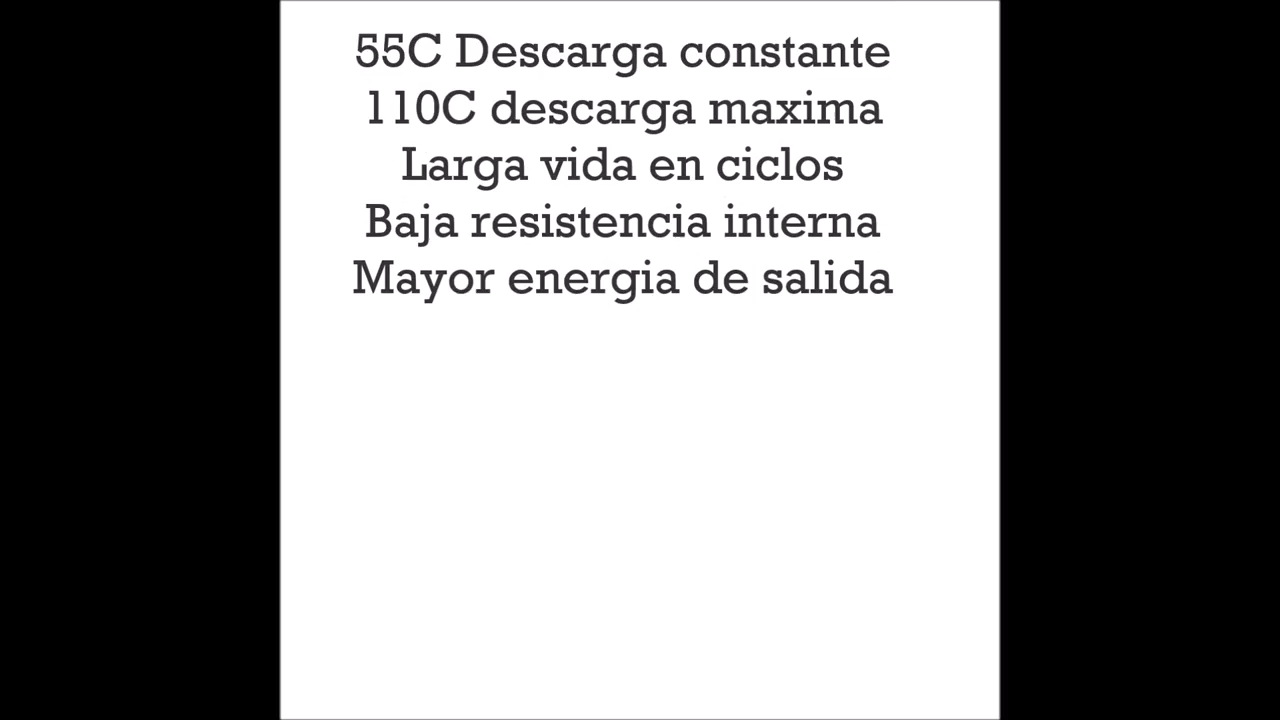 55C Descarga constante
110C descarga maxima
Larga vida en ciclos
Baja resistencia interna
Mayor energia de salida